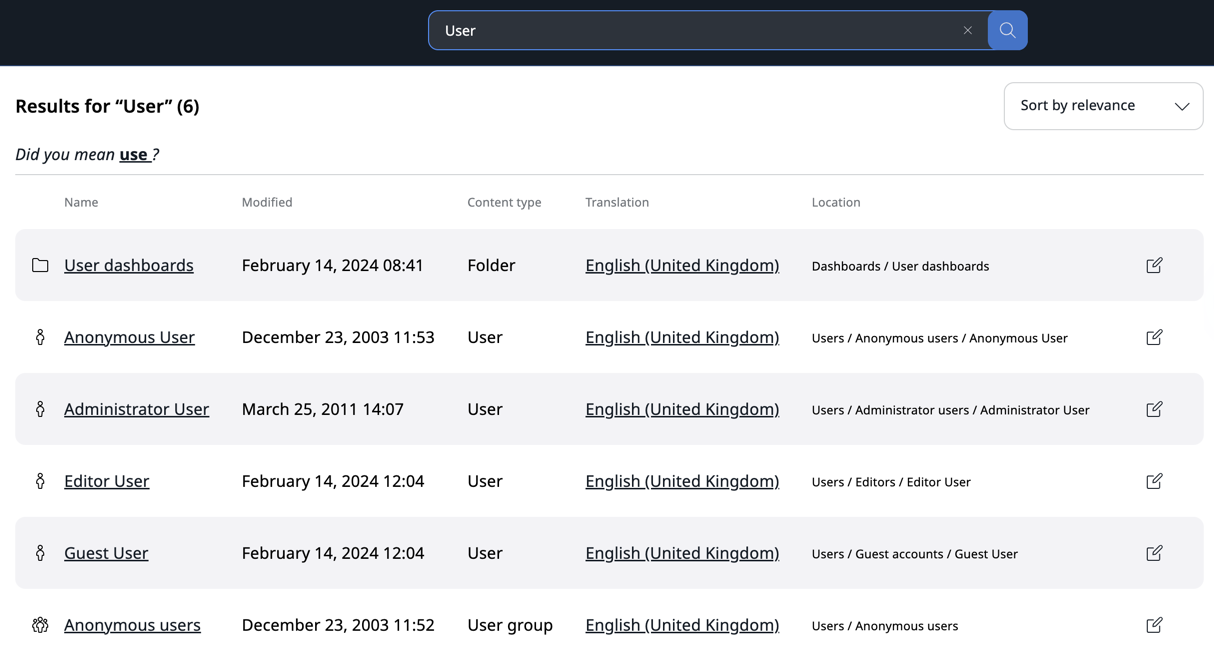 User
Results for “User” (6)
Sort by relevance
Did you mean use ?
Name Modified Content type Translation Location
User dashboards February 14, 2024 08:41 Folder English (United Kingdom) Dashboards / User dashboards
Anonymous User December 23, 2003 11:53 User English (United Kingdom) Users / Anonymous users / Anonymous User
Administrator User March 25, 2011 14:07 User English (United Kingdom) Users / Administrator users / Administrator User
Editor User February 14, 2024 12:04 User English (United Kingdom) Users / Editors / Editor User
Guest User February 14, 2024 12:04 User English (United Kingdom) Users / Guest accounts / Guest User
Anonymous users December 23, 2003 11:52 User group English (United Kingdom) Users / Anonymous users